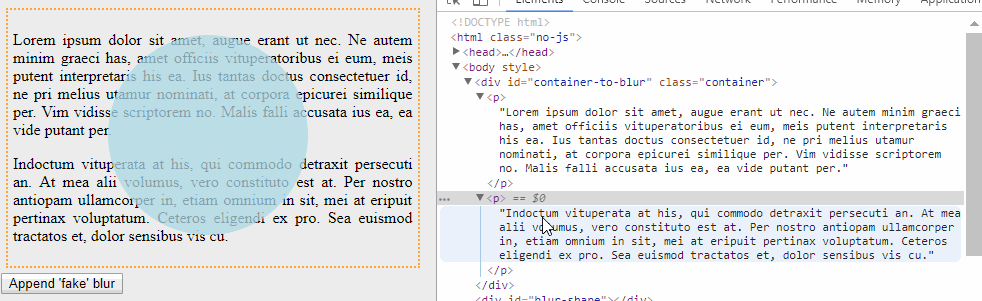 Lorem ipsum dolor sit amet, augue erant ut nec. Ne autem
minim graeci has, amet officiis vituperatoribus ei eum, meis
putent interpretaris his ea. Ius tantas doctus consectetuer id,
ne pri melius utamur nominati, at corpora epicurei similique
per. Vim vidisse scriptorem no. Malis falli accusata ius ea, ea
vide putant per
Indoctum vituperata at his, qui commodo detraxit persecuti
an. At mea alii volumus, vero constituto est at. Per nostro
antiopam ullamcorper in, etiam omnium in sit, mei at eripuit
pertinax voluptatum. Ceteros eligendi ex pro. Sea euismod
tractatos et, dolor sensibus vis cu.
Append 'fake' blur
Elements Console Sources Network Performance Memory Application
<!DOCTYPE html>
<html class="no-js">
<head>…</head>
<body style>
<div id="container-to-blur" class="container">
<p>
"Lorem ipsum dolor sit amet, augue erant ut nec. Ne autem minim graeci
has, amet officiis vituperatoribus ei eum, meis putent interpretaris
his ea. Ius tantas doctus consectetuer id, ne pri melius utamur
nominati, at corpora epicurei similique per. Vim vidisse scriptorem
no. Malis falli accusata ius ea, ea vide putant per."
</p>
<p> == $0
"Indoctum vituperata at his, qui commodo detraxit persecuti an. At mea
alii volumus, vero constituto est at. Per nostro antiopam ullamcorper
in, etiam omnium in sit, mei at eripuit pertinax voluptatum. Ceteros
eligendi ex pro. Sea euismod tractatos et, dolor sensibus vis cu."
</p>
</div>
<div id="blur-shape"></div>